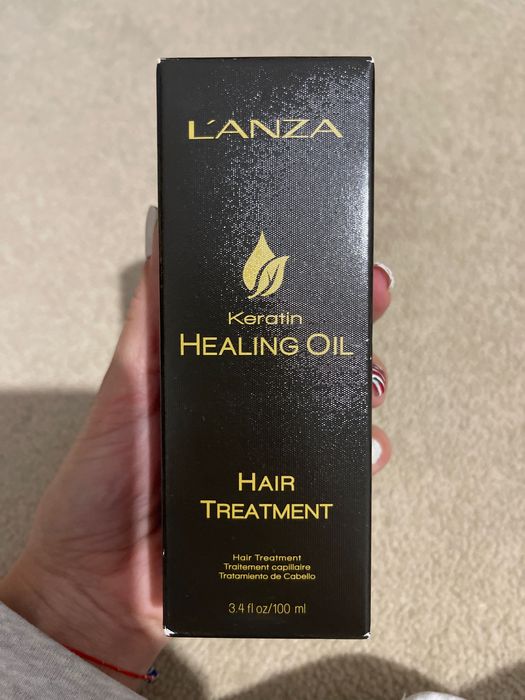 L'ANZA
Keratin
HEALING OIL
HAIR
TREATMENT
Hair Treatment
Traitement capillaire
Tratamiento de Cabello
3.4 fl oz/100 ml